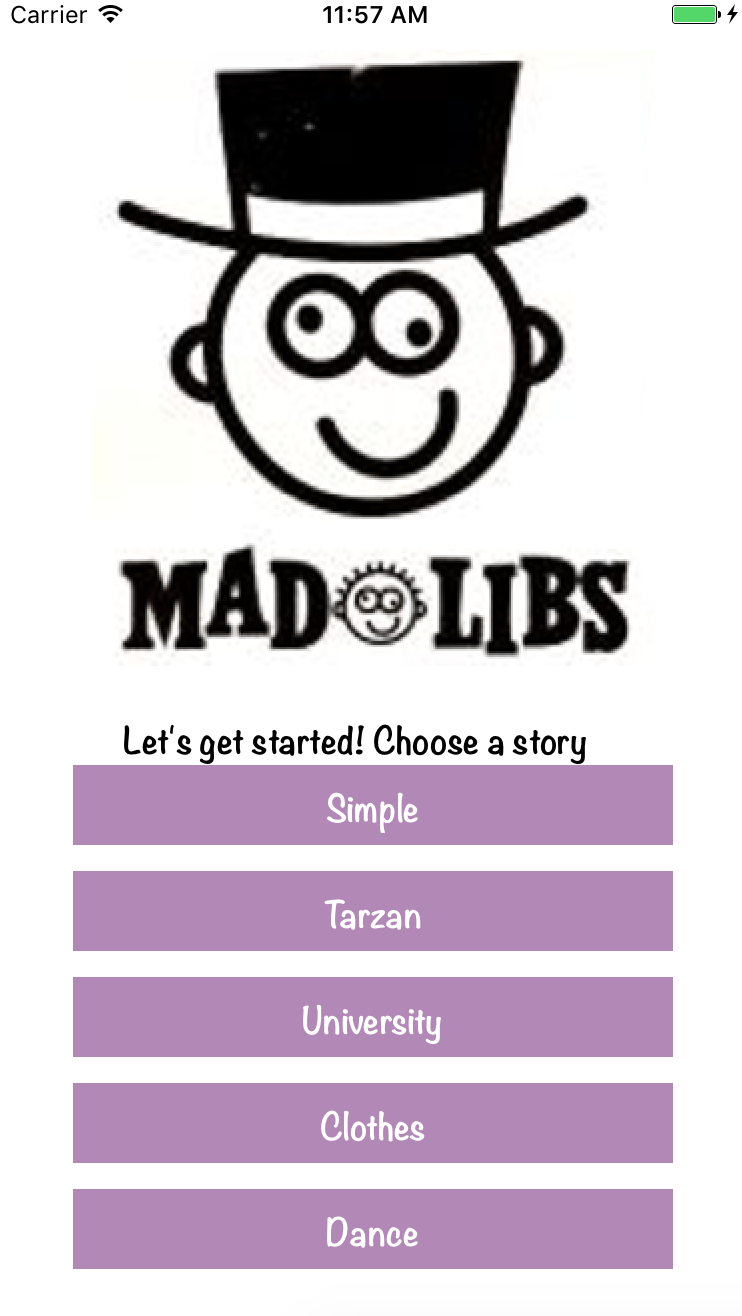 Carrier 11:57 AM
MAD LIBS
Let's get started! Choose a story
Simple
Tarzan
University
Clothes
Dance